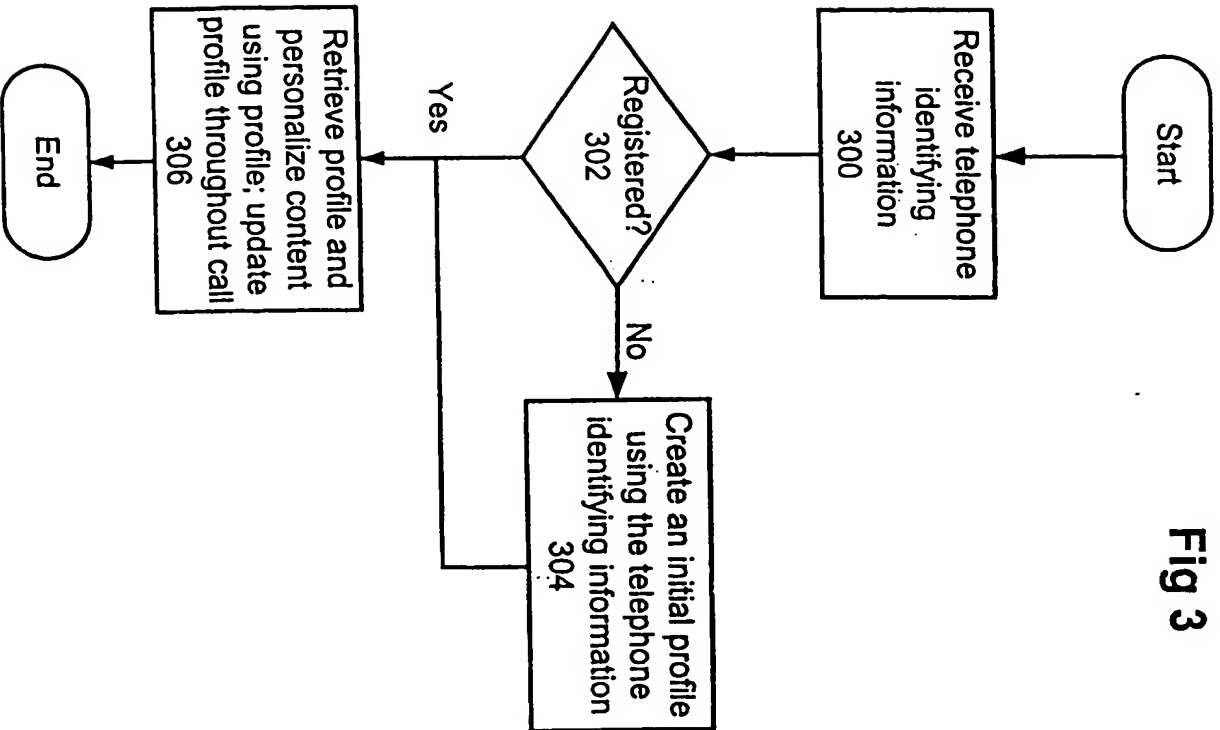 Fig 3
Start
Receive telephone
identifying
information
300
Registered?
302
Yes
No
Create an initial profile
using the telephone
identifying information
304
Retrieve profile and
personalize content
using profile; update
profile throughout call
306
End